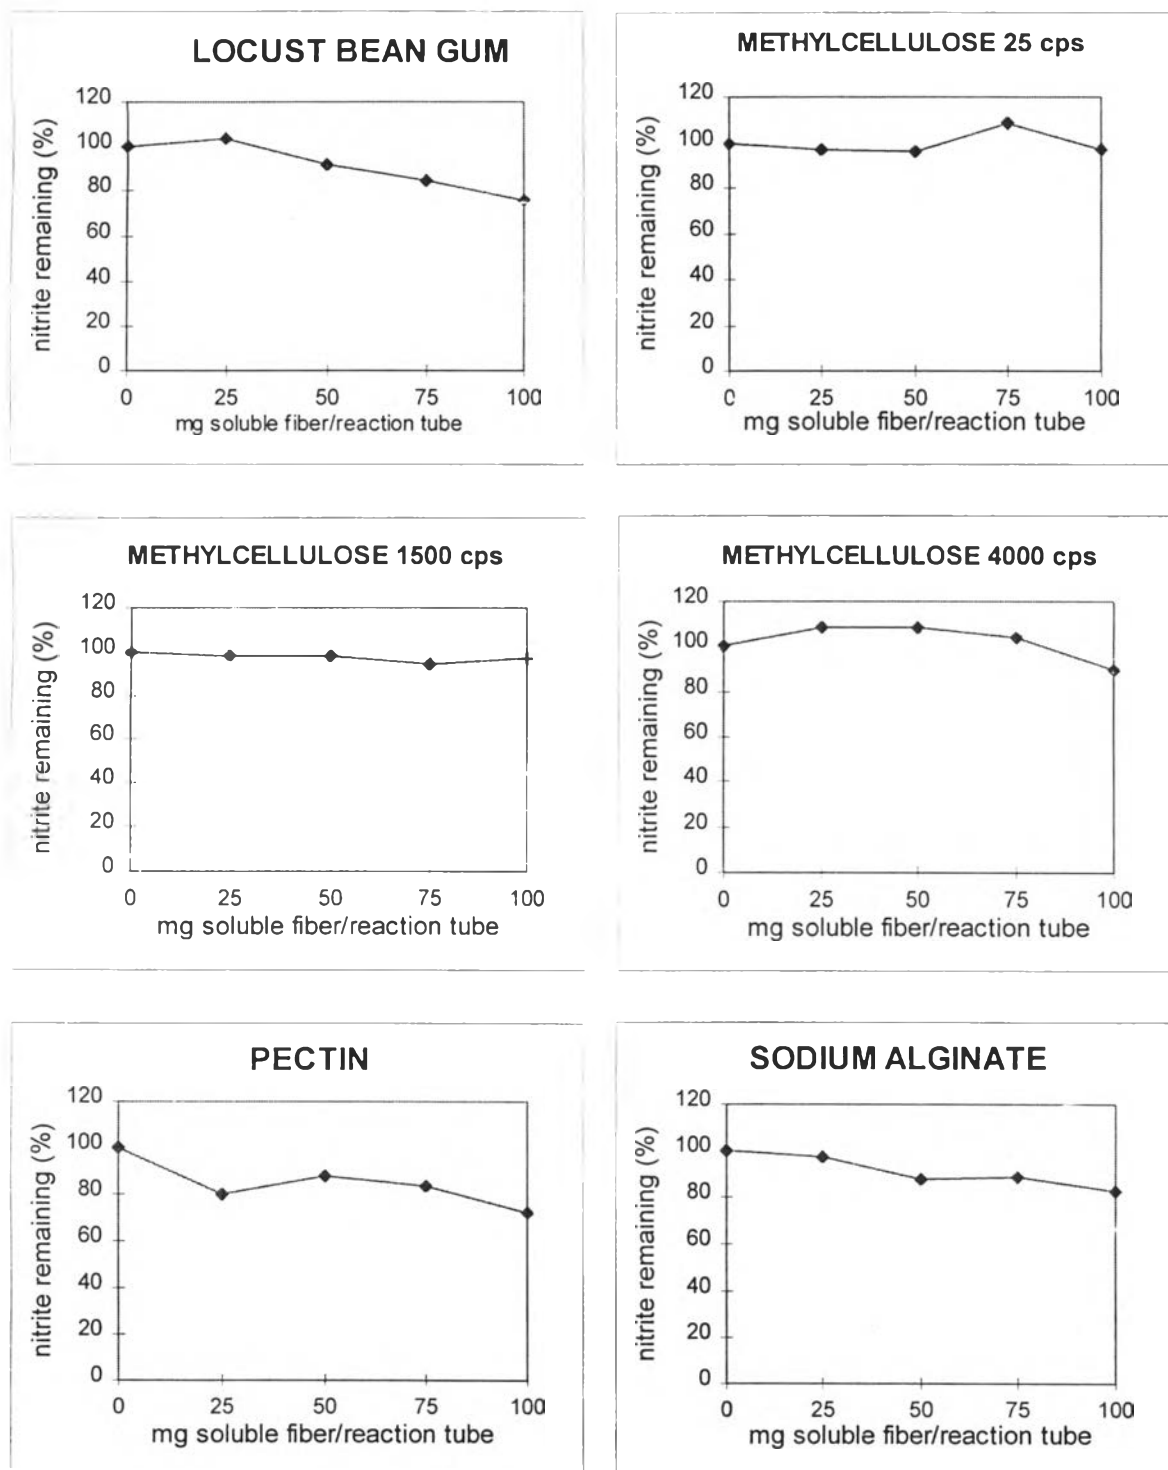 LOCUST BEAN GUM
120
100
80
60
40
20
0
nitrite remaining (%)
0 25 50 75 100
mg soluble fiber/reaction tube
METHYLCELLULOSE 25 cps
120
100
80
60
40
20
0
nitrite remaining (%)
0 25 50 75 100
mg soluble fiber/reaction tube
METHYLCELLULOSE 1500 cps
120
100
80
60
40
20
0
nitrite remaining (%)
0 25 50 75 100
mg soluble fiber/reaction tube
METHYLCELLULOSE 4000 cps
120
100
80
60
40
20
0
nitrite remaining (%)
0 25 50 75 100
mg soluble fiber/reaction tube
PECTIN
120
100
80
60
40
20
0
nitrite remaining (%)
0 25 50 75 100
mg soluble fiber/reaction tube
SODIUM ALGINATE
120
100
80
60
40
20
0
nitrite remaining (%)
0 25 50 75 100
mg soluble fiber/reaction tube